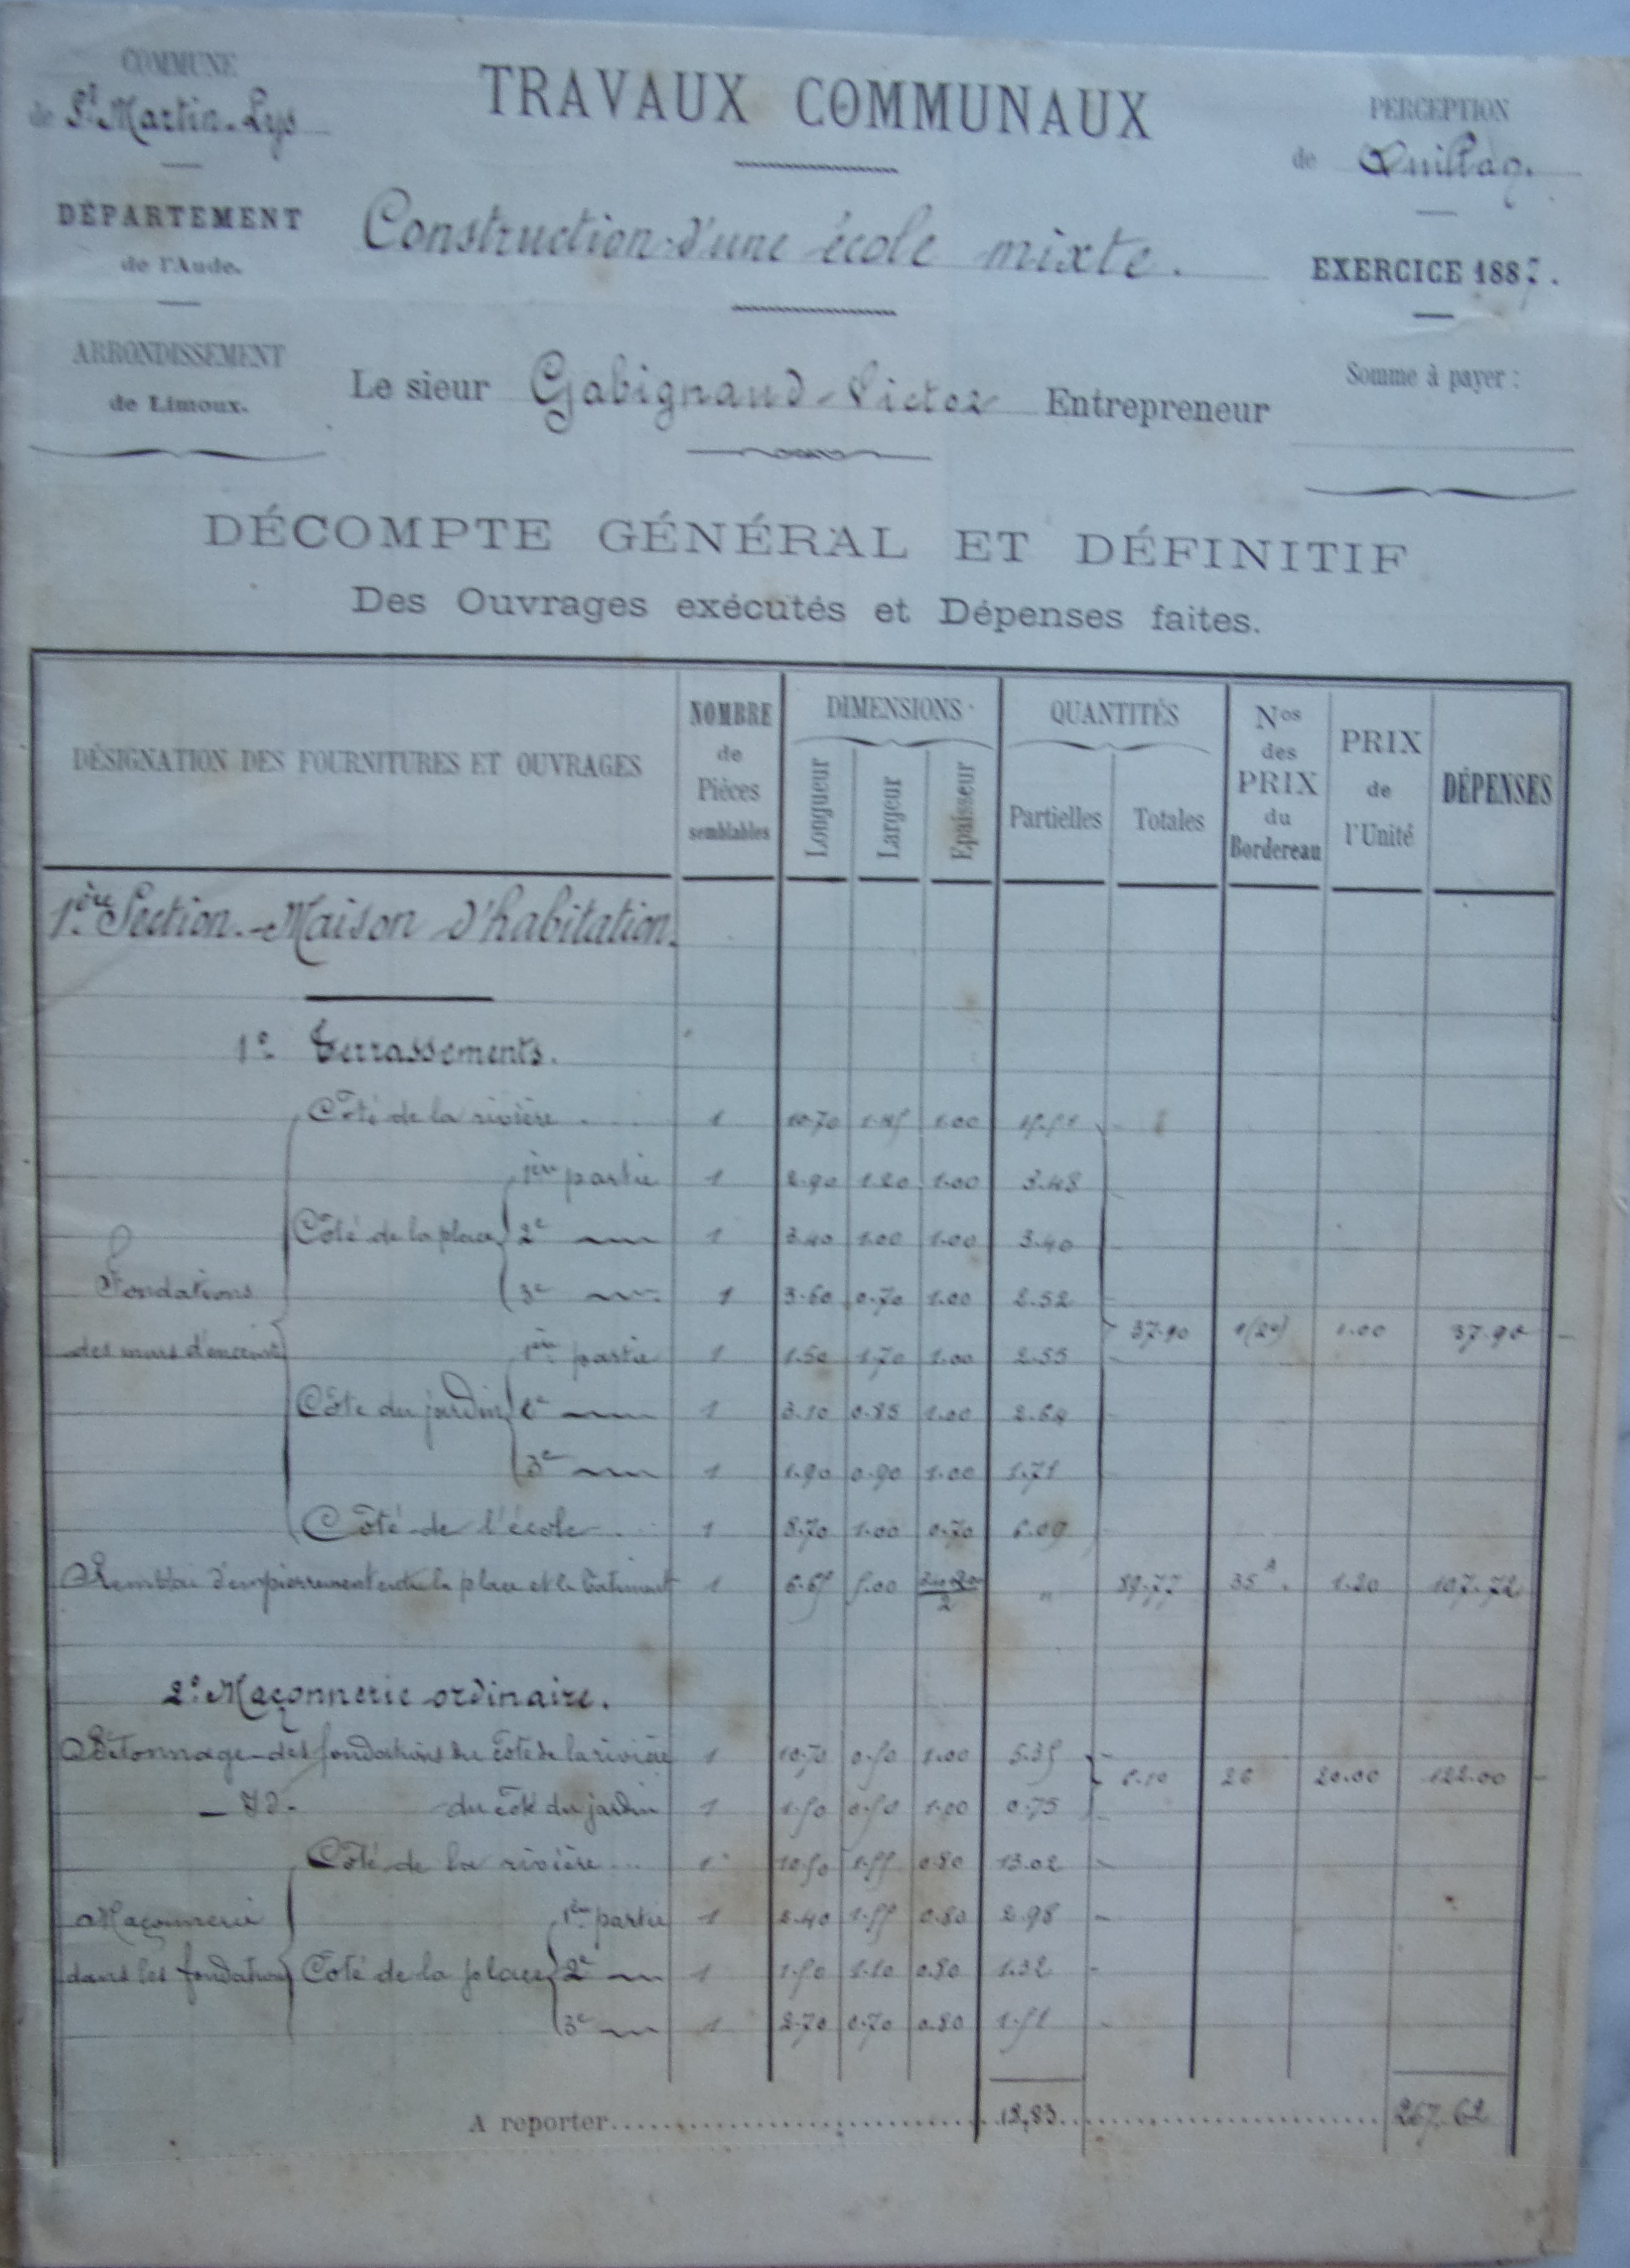 COMMUNE
de St Martin-Lys
DÉPARTEMENT
de l'Aude.
ARRONDISSEMENT
de Limoux.
TRAVAUX COMMUNAUX
Construction d'une école mixte.
Le sieur Gabignaud-Victor Entrepreneur
PERCEPTION
de Quillan.
EXERCICE 1887.
Somme à payer :
DÉCOMPTE GÉNÉRAL ET DÉFINITIF
Des Ouvrages exécutés et Dépenses faites.
DÉSIGNATION DES FOURNITURES ET OUVRAGES
NOMBRE
de
Pièces
semblables
DIMENSIONS
Longueur
Largeur
Epaisseur
QUANTITÉS
Partielles
Totales
Nos
des
PRIX
du
Bordereau
PRIX
de
l'Unité
DÉPENSES
1ère Section.-Maison d'habitation.
1° Terrassements.
Fondations
des murs d'enceinte
Côté de la rivière 1 10.70 1.45 1.00 15.51
Côté de la place 1ère partie 1 2.90 1.20 1.00 3.48
2e 1 3.40 1.00 1.00 3.40
3e 1 3.60 0.70 1.00 2.52
37.90 1(2°) 1.00 37.90
Côté du jardin 1ère partie 1 1.50 1.70 1.00 2.55
2e 1 3.10 0.85 1.00 2.64
3e 1 1.90 0.90 1.00 1.71
Côté de l'école 1 8.70 1.00 0.70 6.09
Remblai d'empierrement entre la place et le bâtiment 1 6.65 5.00 2 " 89.77 35 A. 1.20 107.72
2° Maçonnerie ordinaire.
Bétonnage des fondations du côté de la rivière 1 10.70 0.50 1.00 5.35
6.10 26 20.00 122.00
- Id - du côté du jardin 1 1.50 0.50 1.00 0.75
Maçonnerie
dans les fondations
Côté de la rivière 1 10.50 1.55 0.80 13.02
Côté de la place 1ère partie 1 2.40 1.55 0.80 2.98
2e 1 1.50 1.10 0.80 1.32
3e 1 2.70 0.70 0.80 1.51
A reporter 18,83 267.62